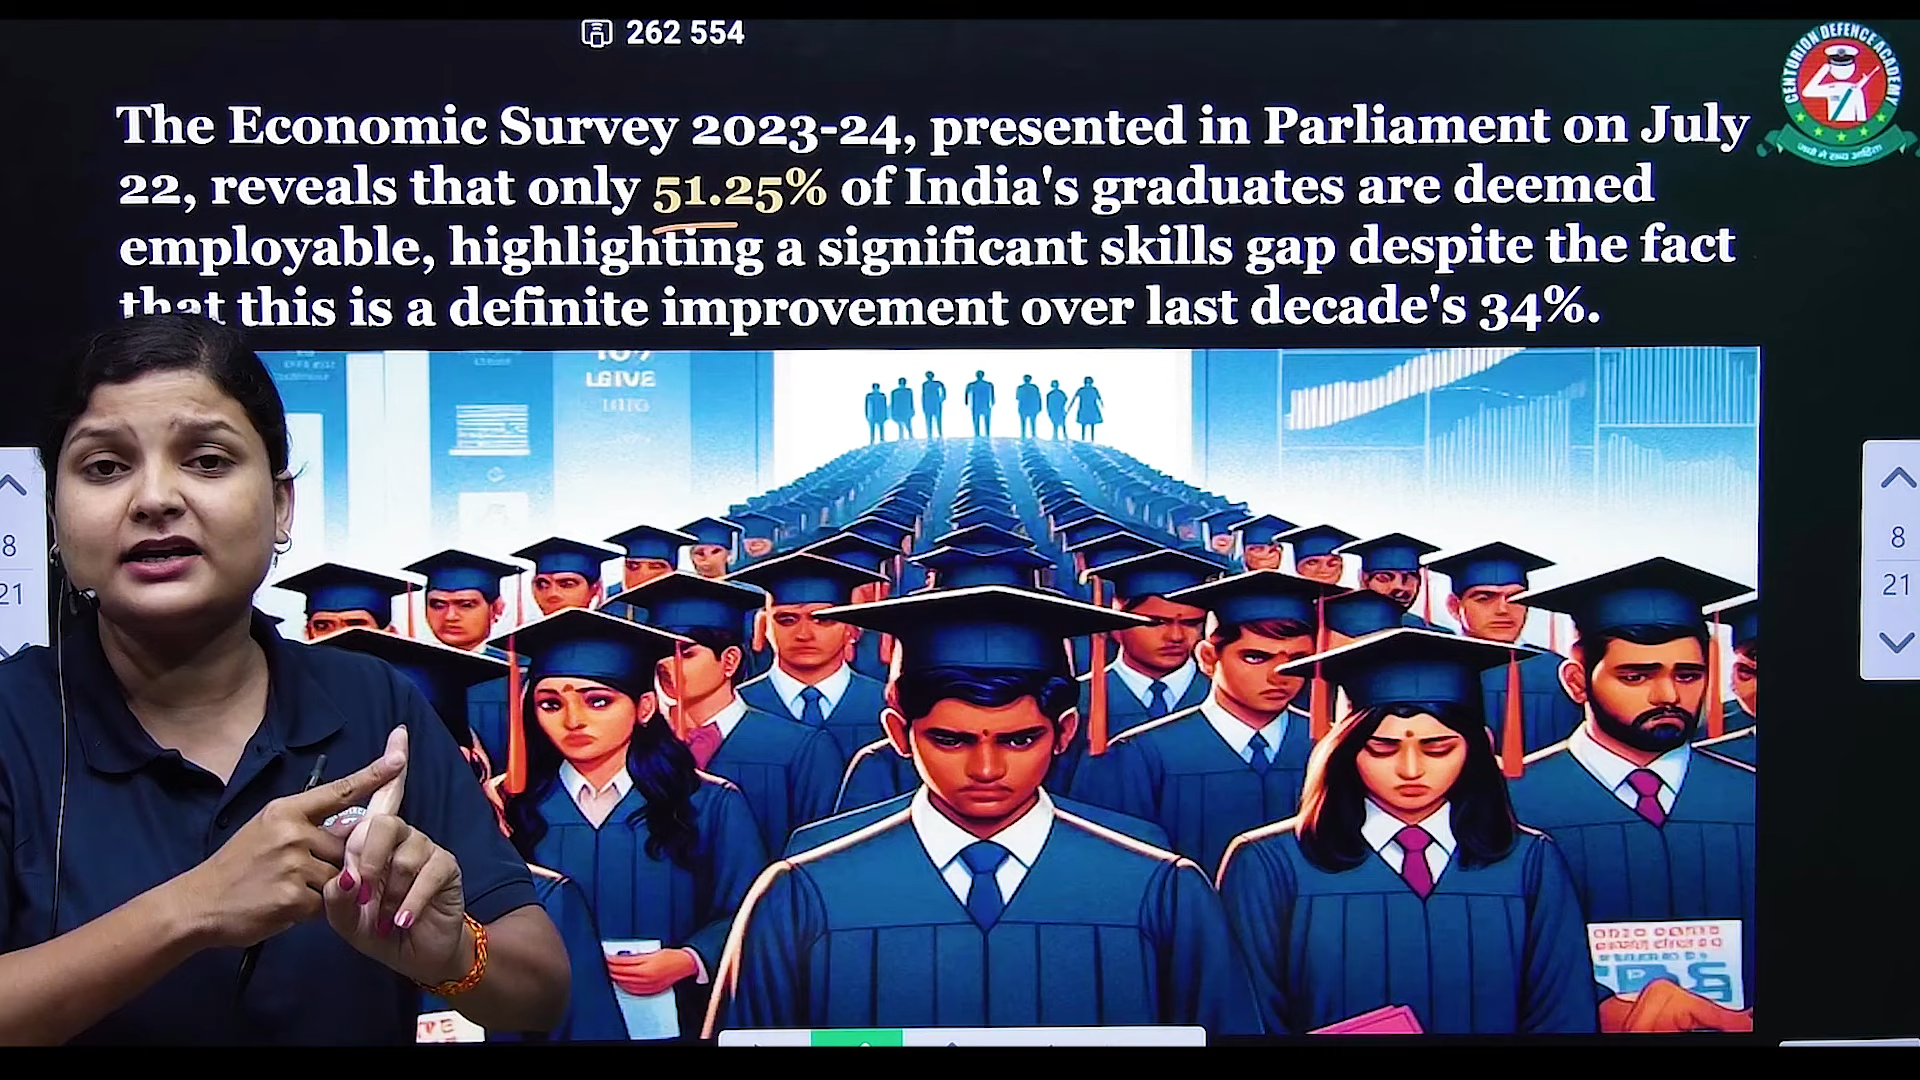 262 554
CENTURION DEFENCE ACADEMY
The Economic Survey 2023-24, presented in Parliament on July
22, reveals that only 51.25% of India's graduates are deemed
employable, highlighting a significant skills gap despite the fact
that this is a definite improvement over last decade's 34%.
8
21
8
21